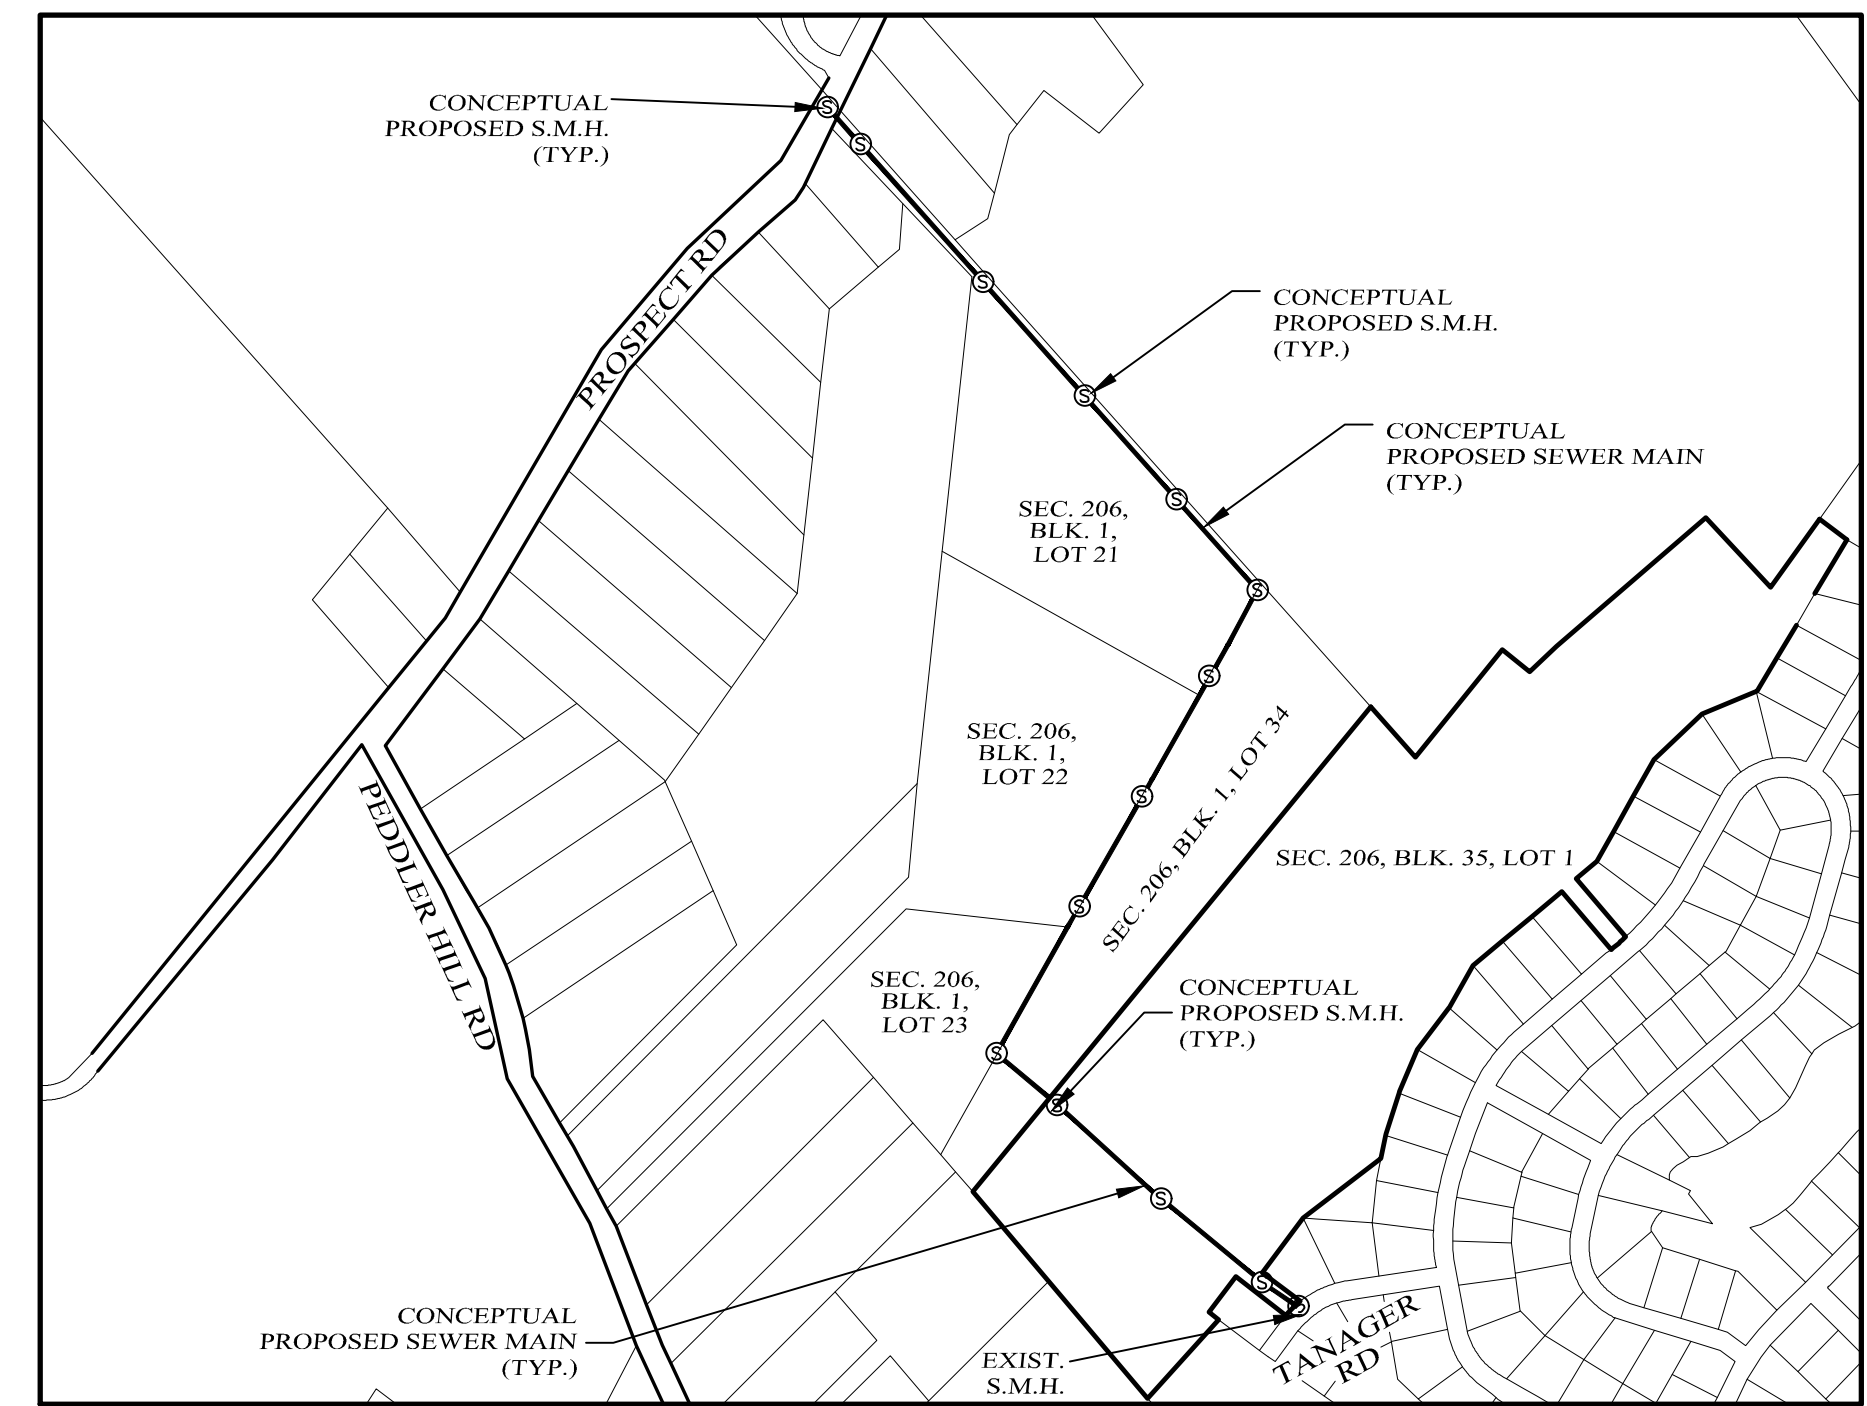 CONCEPTUAL
PROPOSED S.M.H.
(TYP.)
PROSPECT RD
CONCEPTUAL
PROPOSED S.M.H.
(TYP.)
CONCEPTUAL
PROPOSED SEWER MAIN
(TYP.)
SEC. 206,
BLK. 1,
LOT 21
SEC. 206,
BLK. 1,
LOT 22
SEC. 206, BLK. 1, LOT 34
SEC. 206, BLK. 35, LOT 1
PEDDLER HILL RD
SEC. 206,
BLK. 1,
LOT 23
CONCEPTUAL
PROPOSED S.M.H.
(TYP.)
CONCEPTUAL
PROPOSED SEWER MAIN
(TYP.)
EXIST.
S.M.H.
TANAGER
RD
S
S
S
S
S
S
S
S
S
S
S
S
S
S